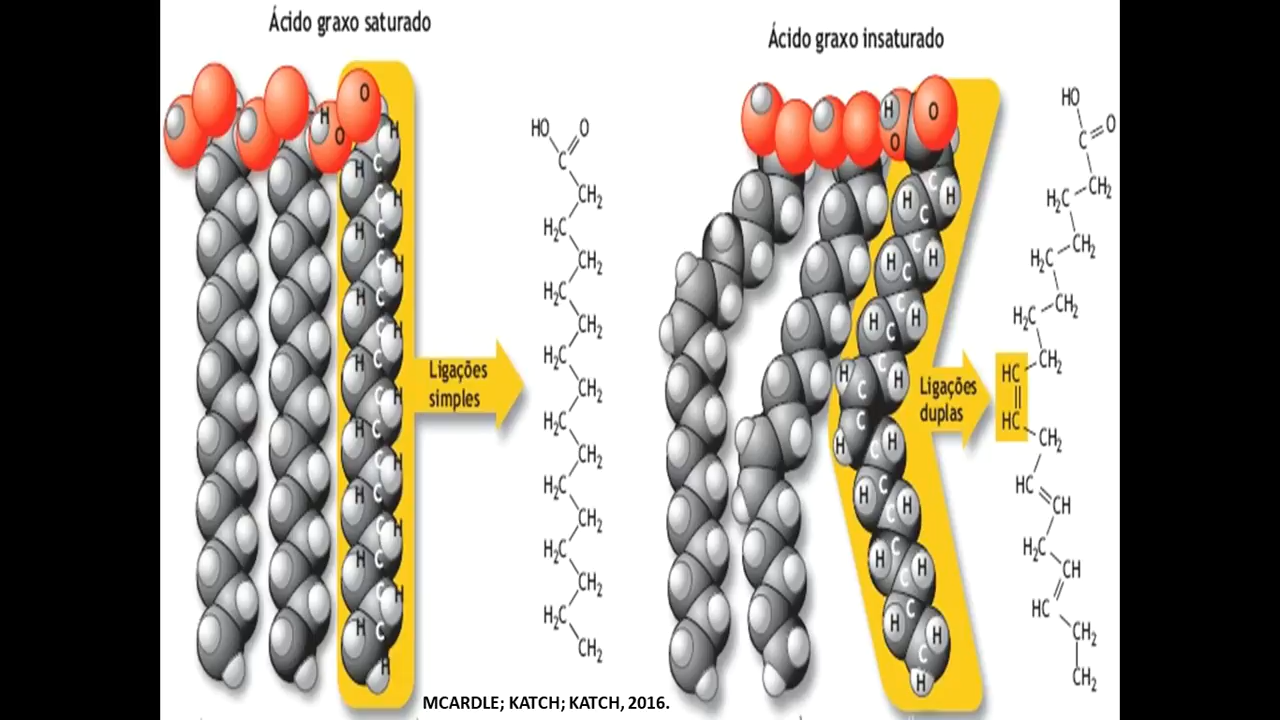 Ácido graxo saturado
O
H
O
H
C
H
C
H
H
C
C
H
H
C
H
C
H
H
C
H
C
H
C
H
H
C
H
C
H
C
H
Ligações
simples
HO O
C
CH₂
H₂C
CH₂
H₂C
CH₂
H₂C
CH₂
H₂C
CH₂
H₂C
CH₂
H₂C
CH₂
H₂C
CH₂
Ácido graxo insaturado
H O
O
C
H H
C
C
H H
C
C
H H
C
C
H H
C
C
H
C
H
C
H H
C
C
H H
C
C
H H
C
C
H
Ligações
duplas
HO
C O
CH₂
H₂C
CH₂
H₂C
CH₂
H₂C
CH₂
HC
HC
CH₂
HC
CH
H₂C
CH
HC
CH₂
CH₂
MCARDLE; KATCH; KATCH, 2016.